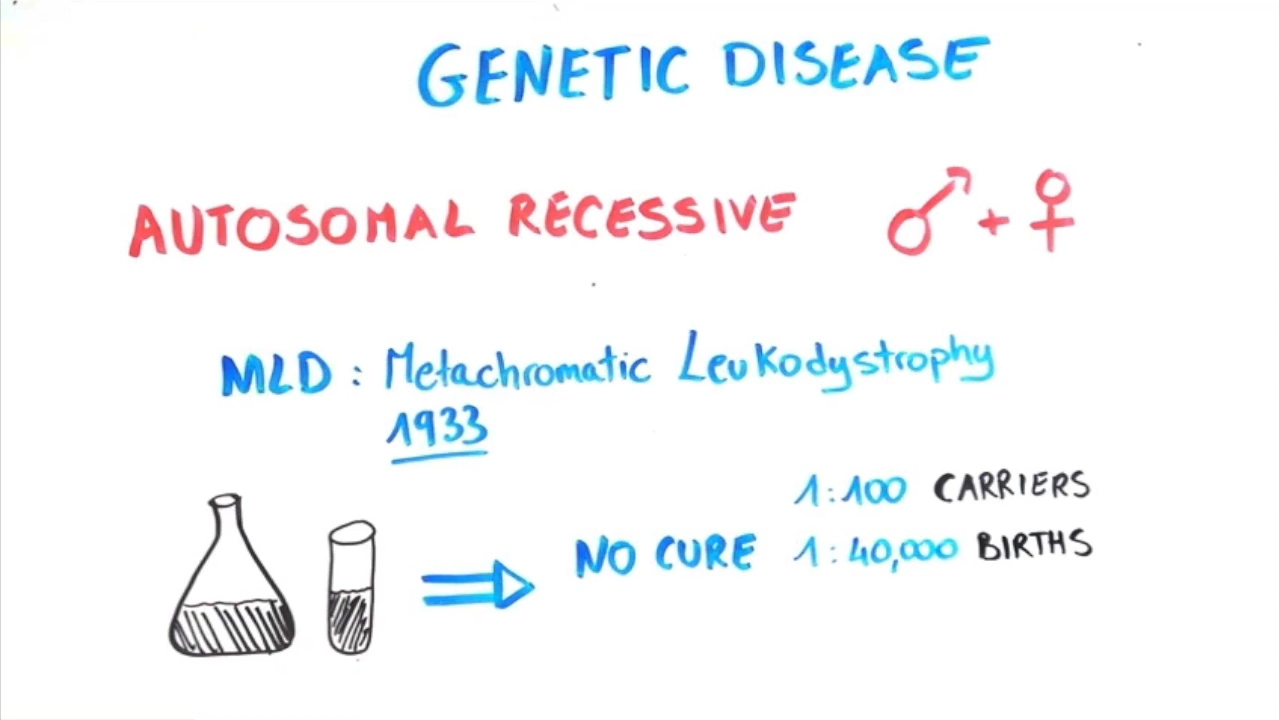 GENETIC DISEASE
AUTOSOMAL RECESSIVE ♂ + ♀
MLD : Metachromatic Leukodystrophy
1933
1:100 CARRIERS
NO CURE 1:40,000 BIRTHS